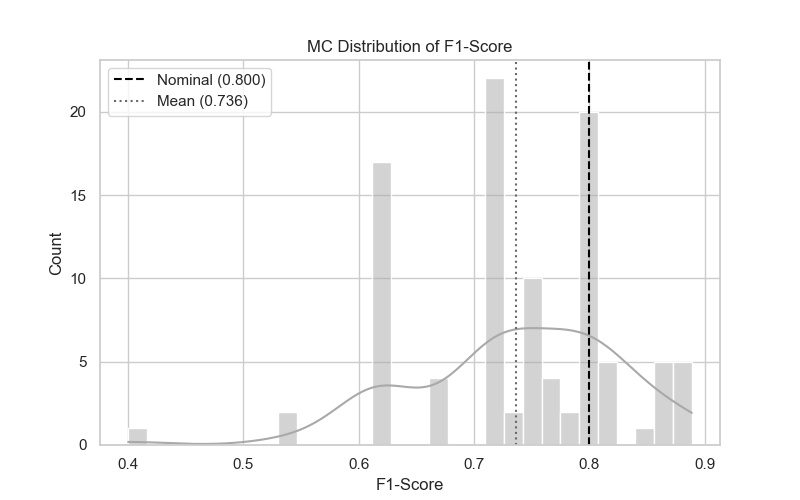 MC Distribution of F1-Score
Nominal (0.800)
Mean (0.736)
Count
20
15
10
5
0
0.4 0.5 0.6 0.7 0.8 0.9
F1-Score